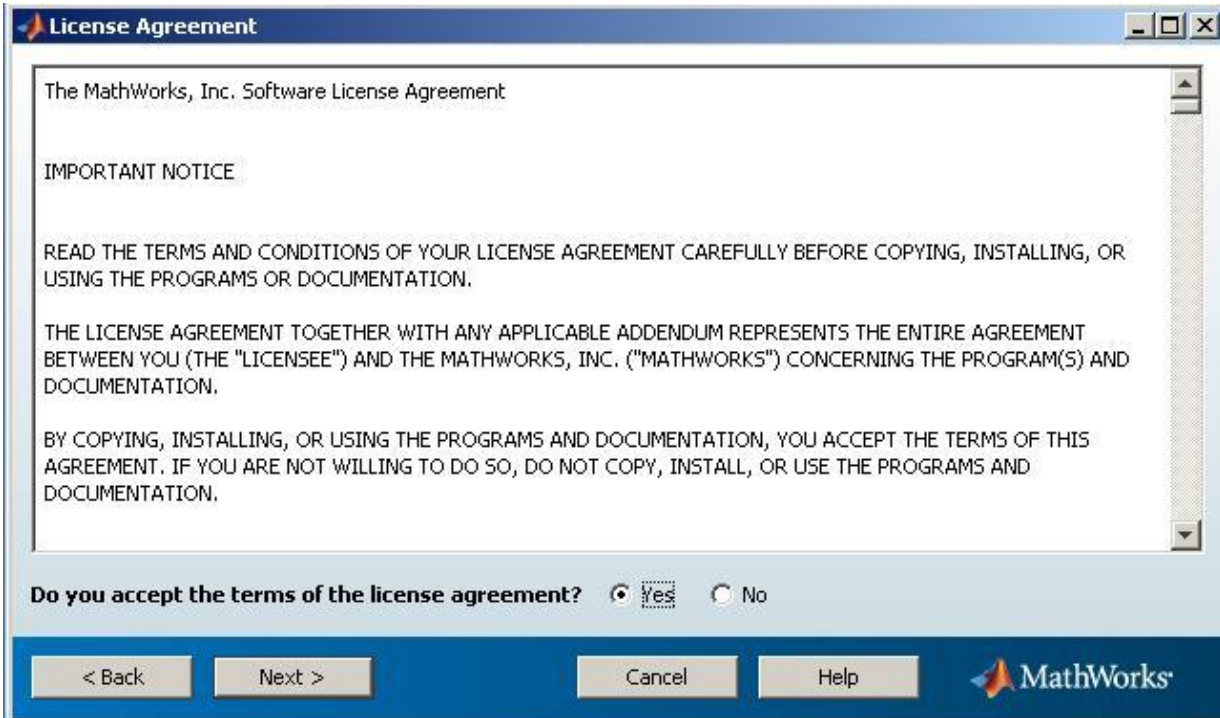 License Agreement
The MathWorks, Inc. Software License Agreement
IMPORTANT NOTICE
READ THE TERMS AND CONDITIONS OF YOUR LICENSE AGREEMENT CAREFULLY BEFORE COPYING, INSTALLING, OR
USING THE PROGRAMS OR DOCUMENTATION.
THE LICENSE AGREEMENT TOGETHER WITH ANY APPLICABLE ADDENDUM REPRESENTS THE ENTIRE AGREEMENT
BETWEEN YOU (THE "LICENSEE") AND THE MATHWORKS, INC. ("MATHWORKS") CONCERNING THE PROGRAM(S) AND
DOCUMENTATION.
BY COPYING, INSTALLING, OR USING THE PROGRAMS AND DOCUMENTATION, YOU ACCEPT THE TERMS OF THIS
AGREEMENT. IF YOU ARE NOT WILLING TO DO SO, DO NOT COPY, INSTALL, OR USE THE PROGRAMS AND
DOCUMENTATION.
Do you accept the terms of the license agreement? Yes No
< Back Next > Cancel Help MathWorks